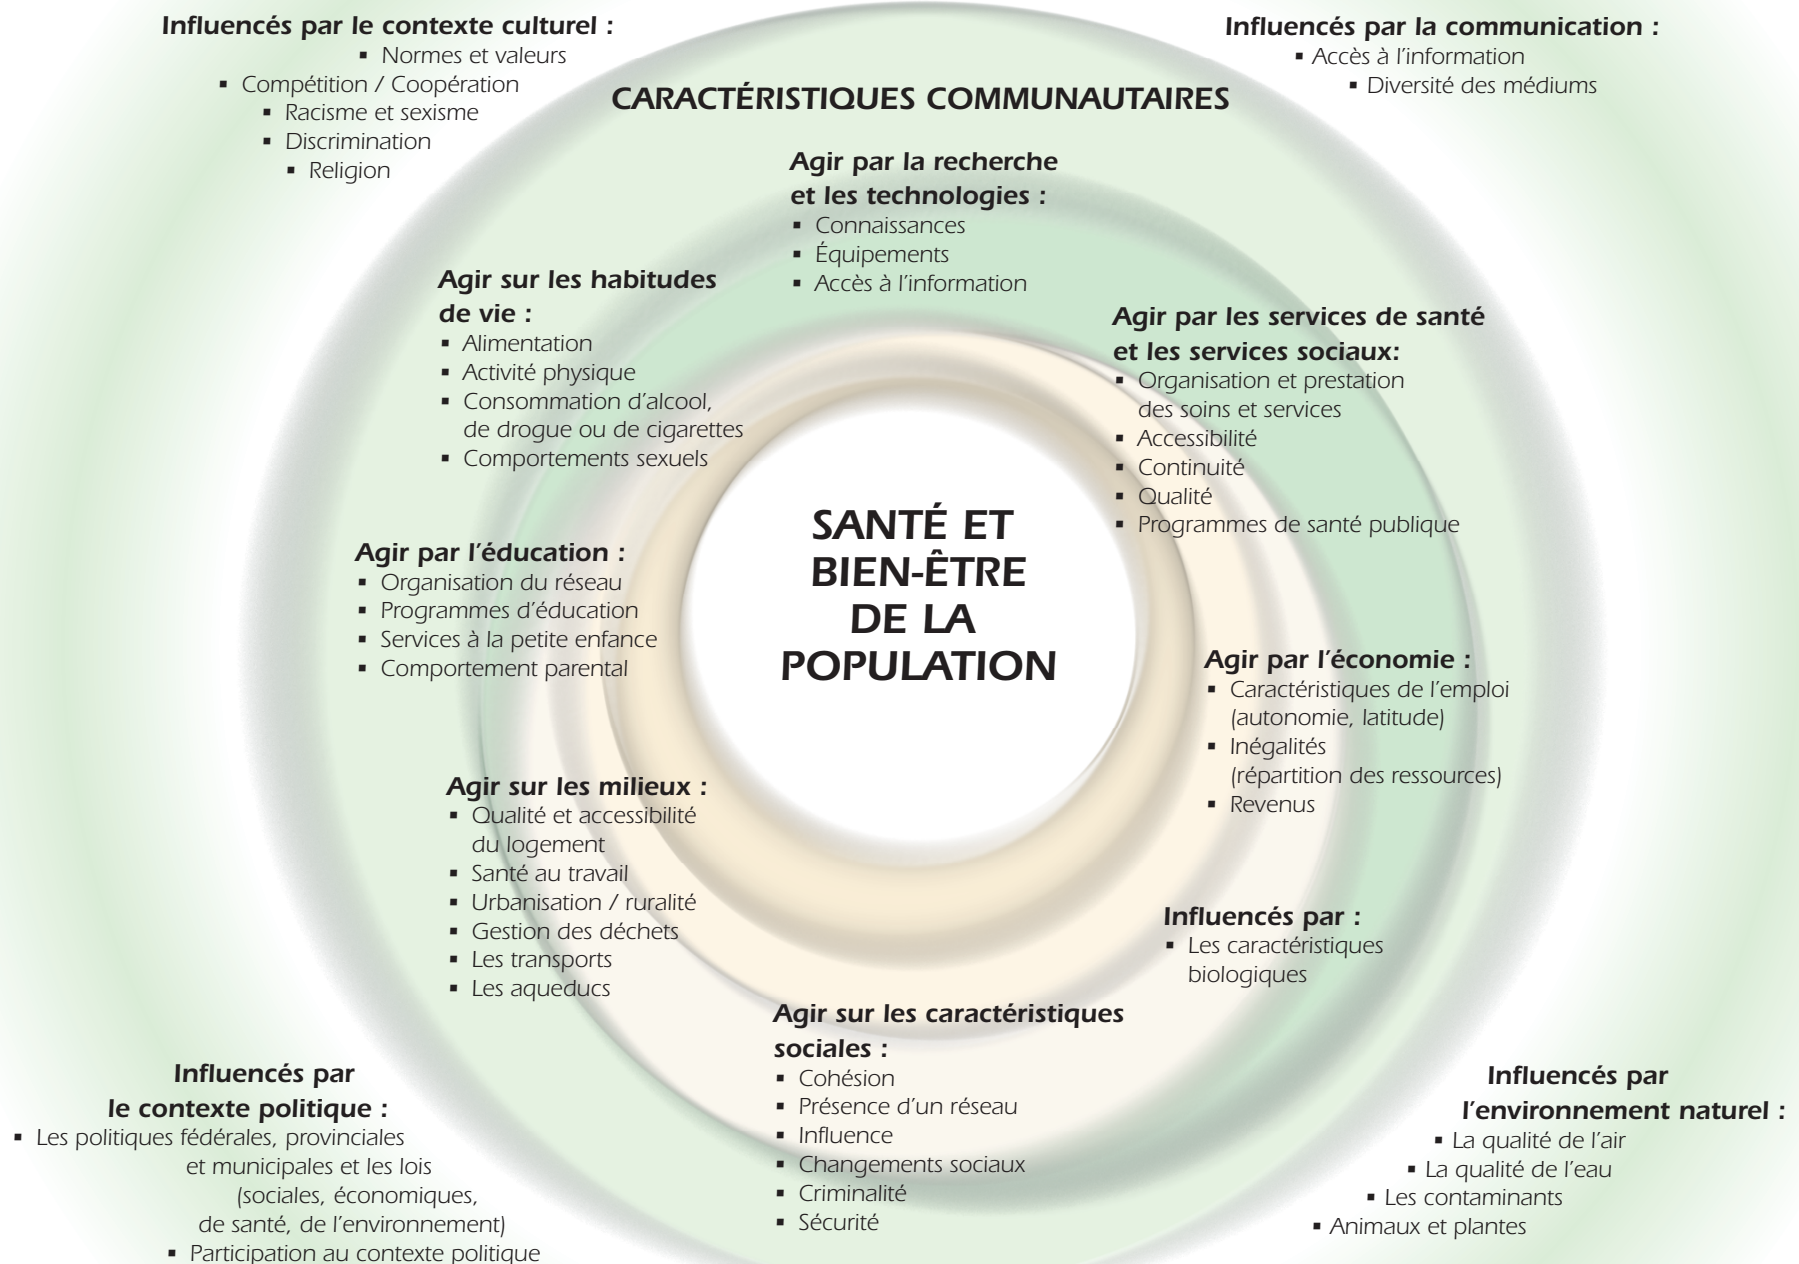 Influencés par le contexte culturel :
▪ Normes et valeurs
▪ Compétition / Coopération
▪ Racisme et sexisme
▪ Discrimination
▪ Religion
Influencés par la communication :
▪ Accès à l'information
▪ Diversité des médiums
CARACTÉRISTIQUES COMMUNAUTAIRES
Agir par la recherche
et les technologies :
▪ Connaissances
▪ Équipements
▪ Accès à l'information
Agir sur les habitudes
de vie :
▪ Alimentation
▪ Activité physique
▪ Consommation d'alcool,
de drogue ou de cigarettes
▪ Comportements sexuels
Agir par les services de santé
et les services sociaux:
▪ Organisation et prestation
des soins et services
▪ Accessibilité
▪ Continuité
▪ Qualité
▪ Programmes de santé publique
SANTÉ ET
BIEN-ÊTRE
DE LA
POPULATION
Agir par l'éducation :
▪ Organisation du réseau
▪ Programmes d'éducation
▪ Services à la petite enfance
▪ Comportement parental
Agir par l'économie :
▪ Caractéristiques de l'emploi
(autonomie, latitude)
▪ Inégalités
(répartition des ressources)
▪ Revenus
Agir sur les milieux :
▪ Qualité et accessibilité
du logement
▪ Santé au travail
▪ Urbanisation / ruralité
▪ Gestion des déchets
▪ Les transports
▪ Les aqueducs
Influencés par :
▪ Les caractéristiques
biologiques
Agir sur les caractéristiques
sociales :
▪ Cohésion
▪ Présence d'un réseau
▪ Influence
▪ Changements sociaux
▪ Criminalité
▪ Sécurité
Influencés par
le contexte politique :
▪ Les politiques fédérales, provinciales
et municipales et les lois
(sociales, économiques,
de santé, de l'environnement)
▪ Participation au contexte politique
Influencés par
l'environnement naturel :
▪ La qualité de l'air
▪ La qualité de l'eau
▪ Les contaminants
▪ Animaux et plantes